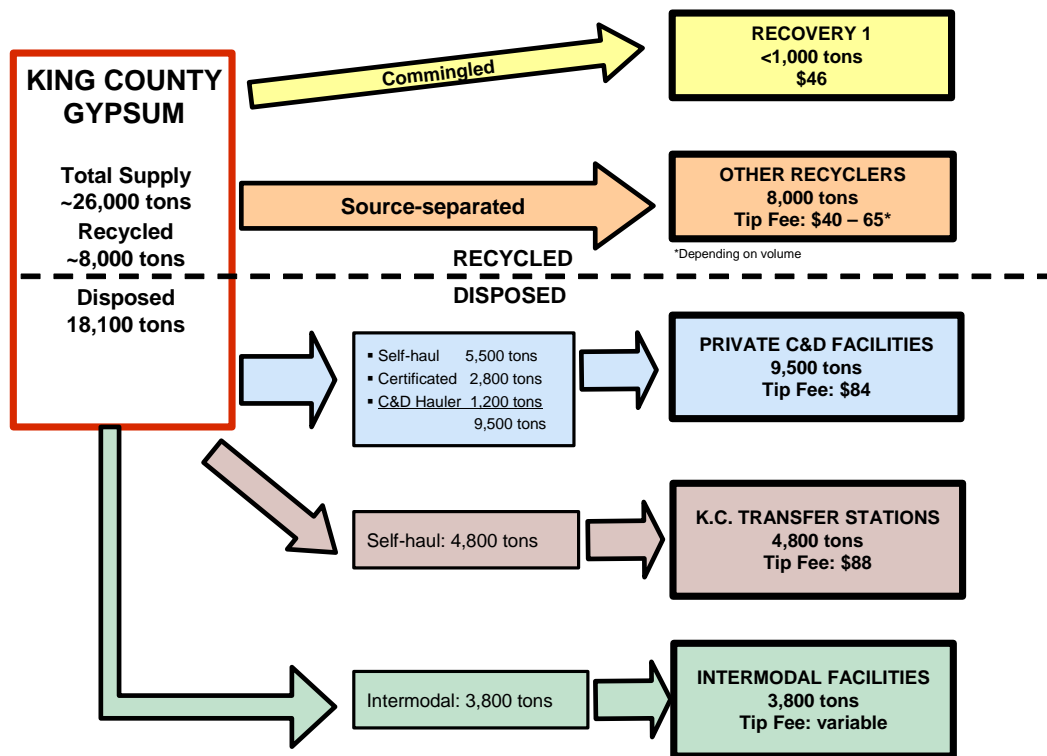 KING COUNTY
GYPSUM
Total Supply
~26,000 tons
Recycled
~8,000 tons
Disposed
18,100 tons
Commingled
RECOVERY 1
<1,000 tons
$46
Source-separated
OTHER RECYCLERS
8,000 tons
Tip Fee: $40 – 65*
*Depending on volume
RECYCLED
DISPOSED
▪ Self-haul 5,500 tons
▪ Certificated 2,800 tons
▪ C&D Hauler 1,200 tons
9,500 tons
PRIVATE C&D FACILITIES
9,500 tons
Tip Fee: $84
Self-haul: 4,800 tons
K.C. TRANSFER STATIONS
4,800 tons
Tip Fee: $88
Intermodal: 3,800 tons
INTERMODAL FACILITIES
3,800 tons
Tip Fee: variable